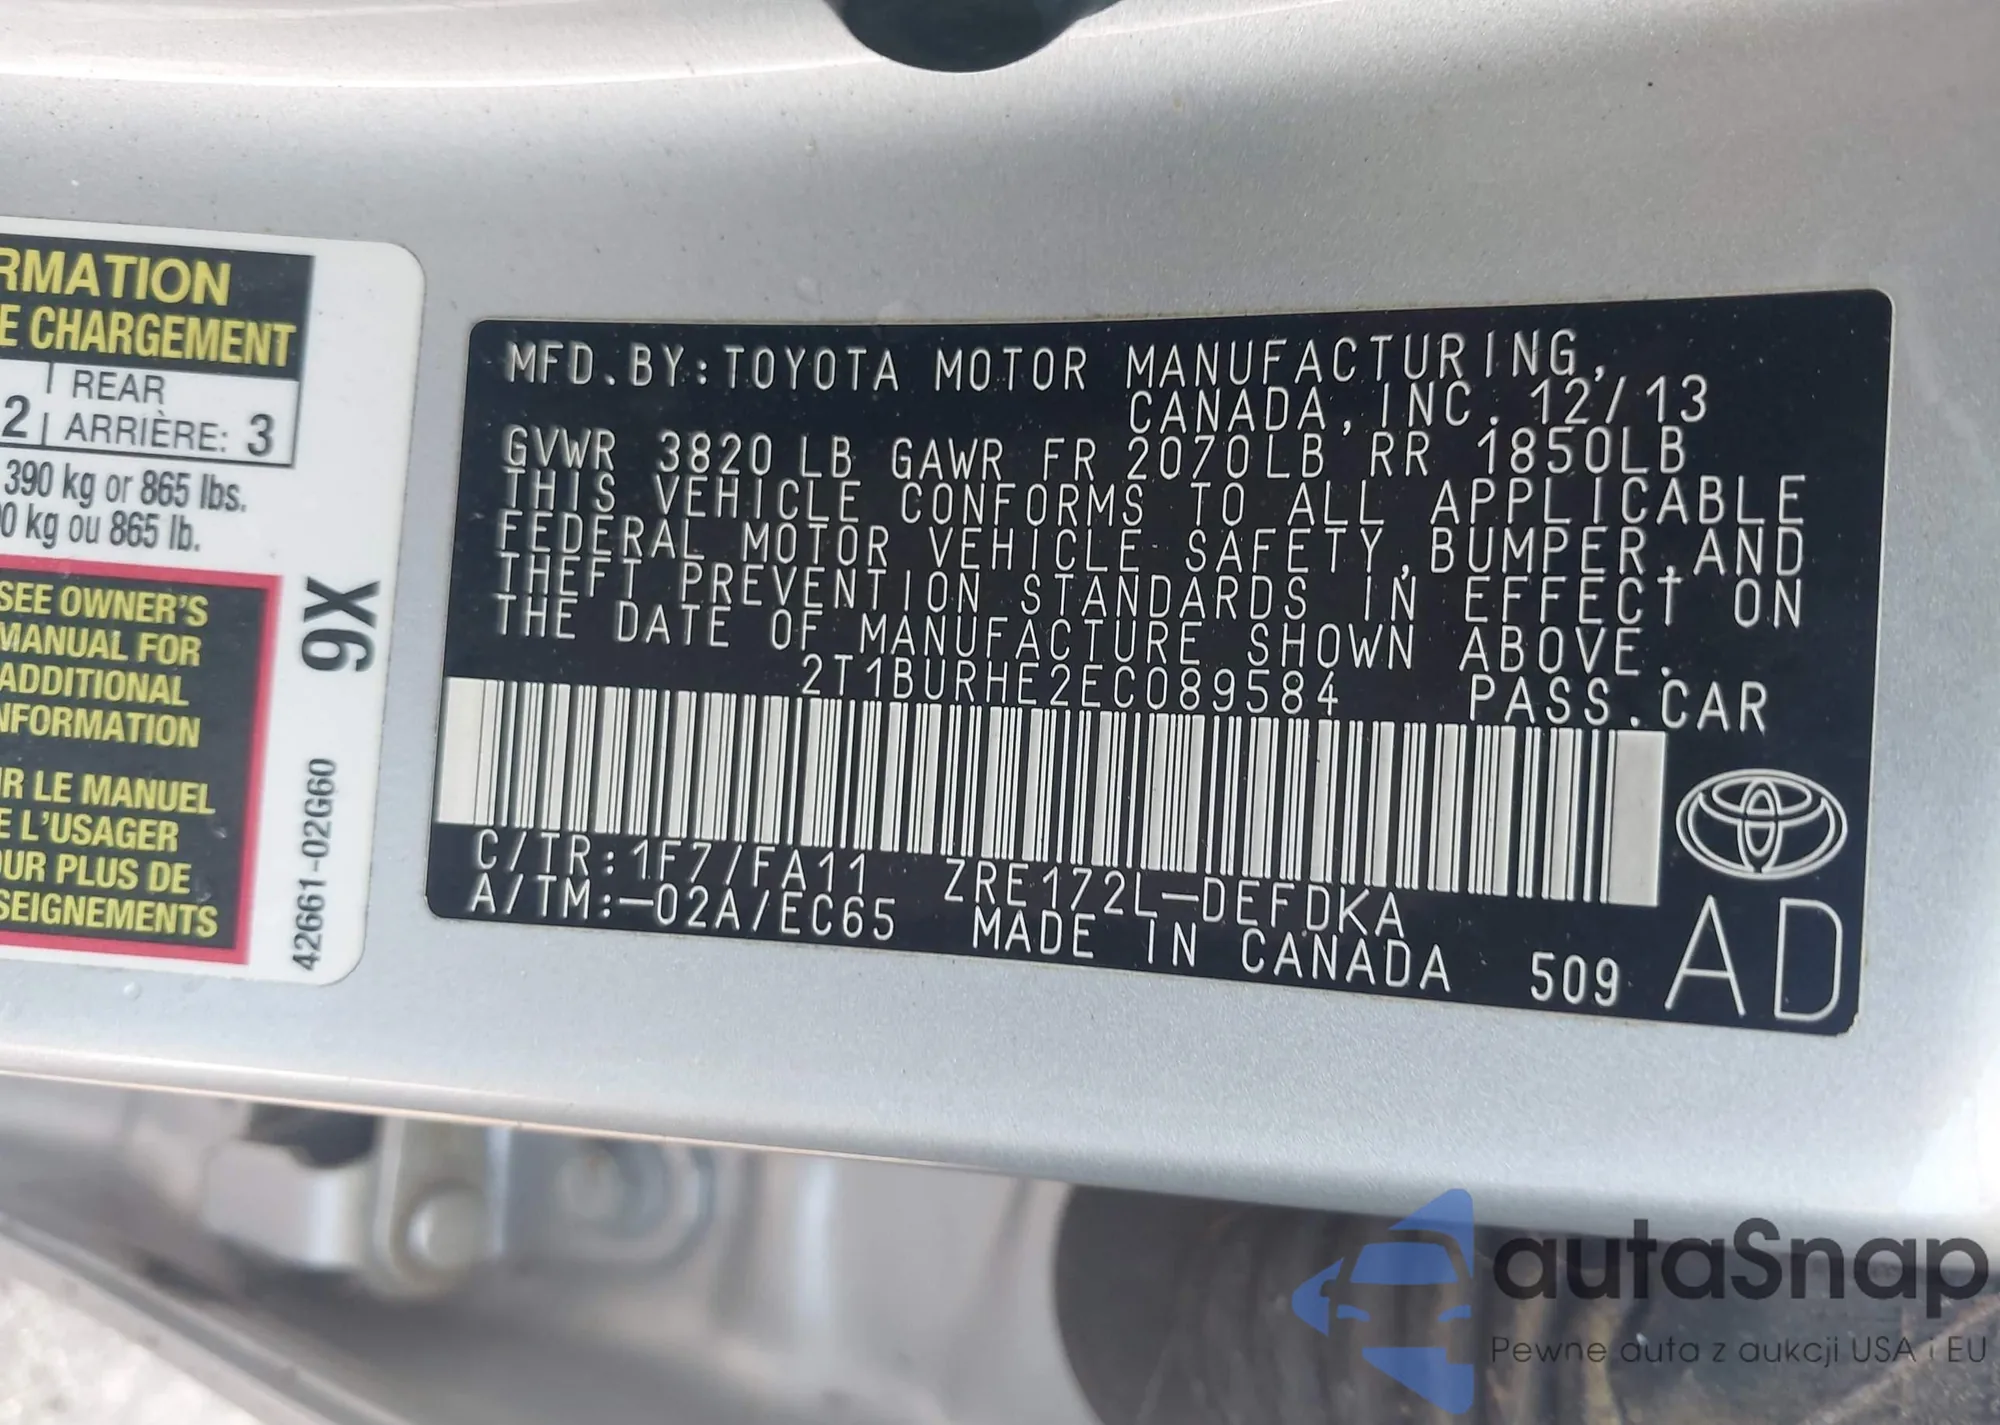 RMATION
E CHARGEMENT
2 REAR
ARRIÈRE: 3
390 kg or 865 lbs.
0 kg ou 865 lb.
SEE OWNER'S
MANUAL FOR
ADDITIONAL
NFORMATION
R LE MANUEL
E L'USAGER
OUR PLUS DE
SEIGNEMENTS
9X
42661-02G60
MFD.BY:TOYOTA MOTOR MANUFACTURING,
CANADA,INC. 12/13
GVWR 3820LB GAWR FR 2070LB RR 1850LB
THIS VEHICLE CONFORMS TO ALL APPLICABLE
FEDERAL MOTOR VEHICLE SAFETY,BUMPER,AND
THEFT PREVENTION STANDARDS IN EFFECT ON
THE DATE OF MANUFACTURE SHOWN ABOVE.
2T1BURHE2EC089584 PASS.CAR
C/TR:1F7/FA11 ZRE172L-DEFDKA
A/TM:-02A/EC65 MADE IN CANADA 509 AD
autaSnap
Pewne auta z aukcji USA i EU